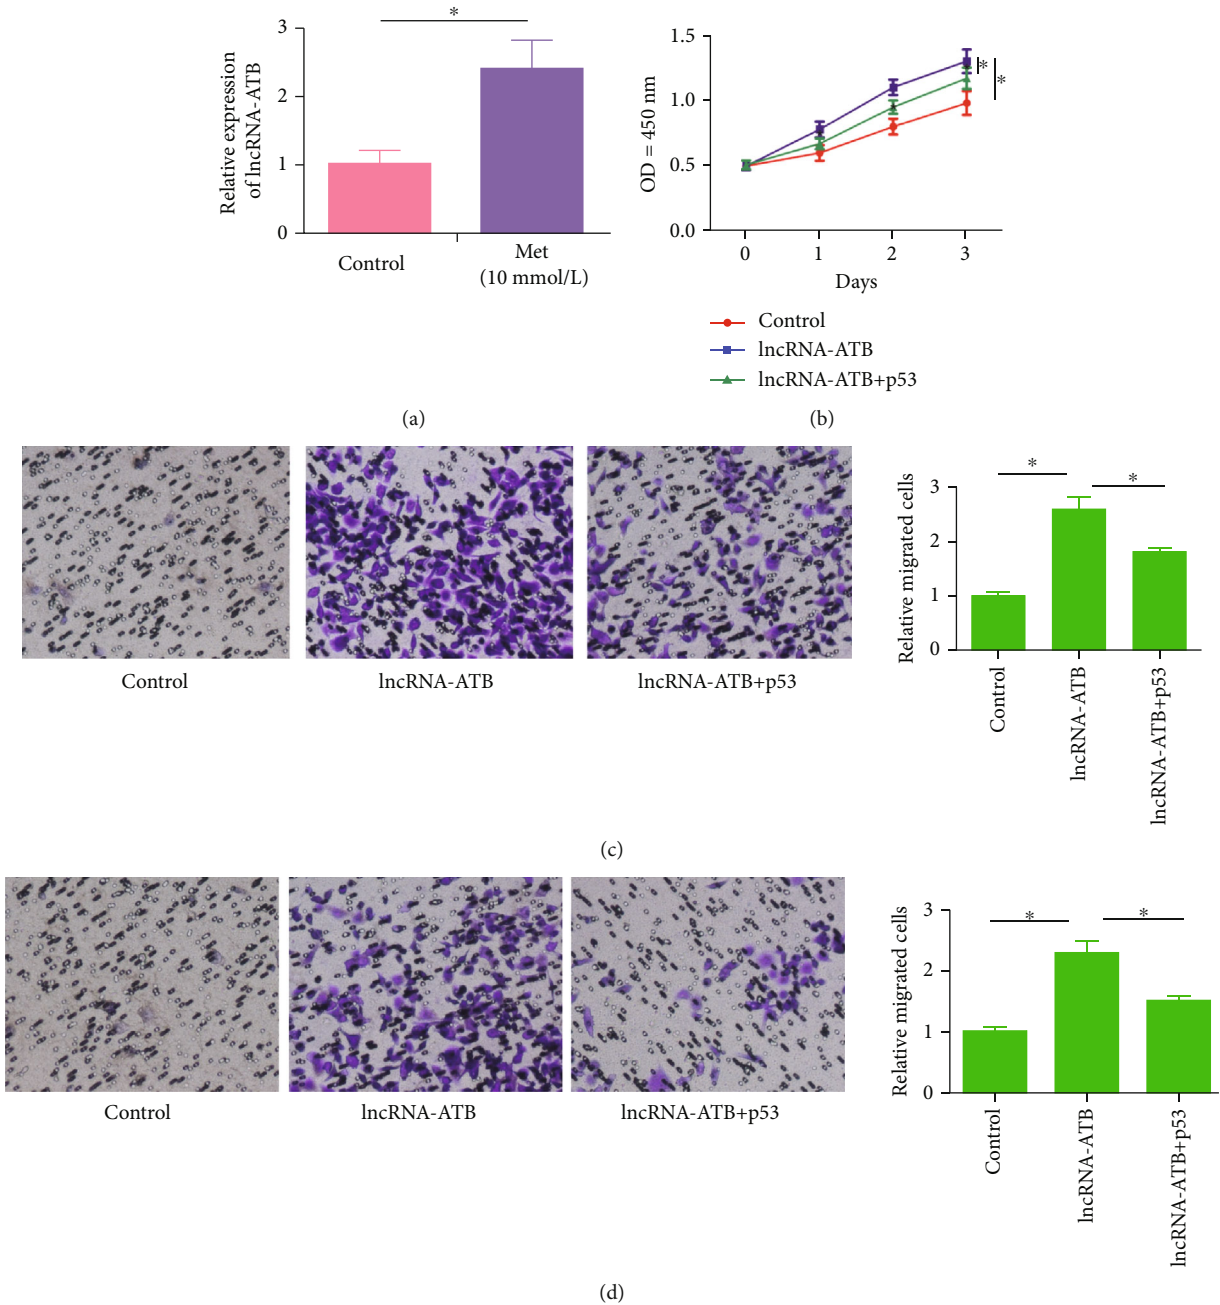 Relative expression
of lncRNA-ATB
3
2
1
0
*
Control
Met
(10 mmol/L)
(a)
OD = 450 nm
1.5
1.0
0.5
0.0
*
*
0 1 2 3
Days
Control
lncRNA-ATB
lncRNA-ATB+p53
(b)
Control
lncRNA-ATB
lncRNA-ATB+p53
Relative migrated cells
3
2
1
0
*
*
Control
lncRNA-ATB
lncRNA-ATB+p53
(c)
Control
lncRNA-ATB
lncRNA-ATB+p53
Relative migrated cells
3
2
1
0
*
*
Control
lncRNA-ATB
lncRNA-ATB+p53
(d)